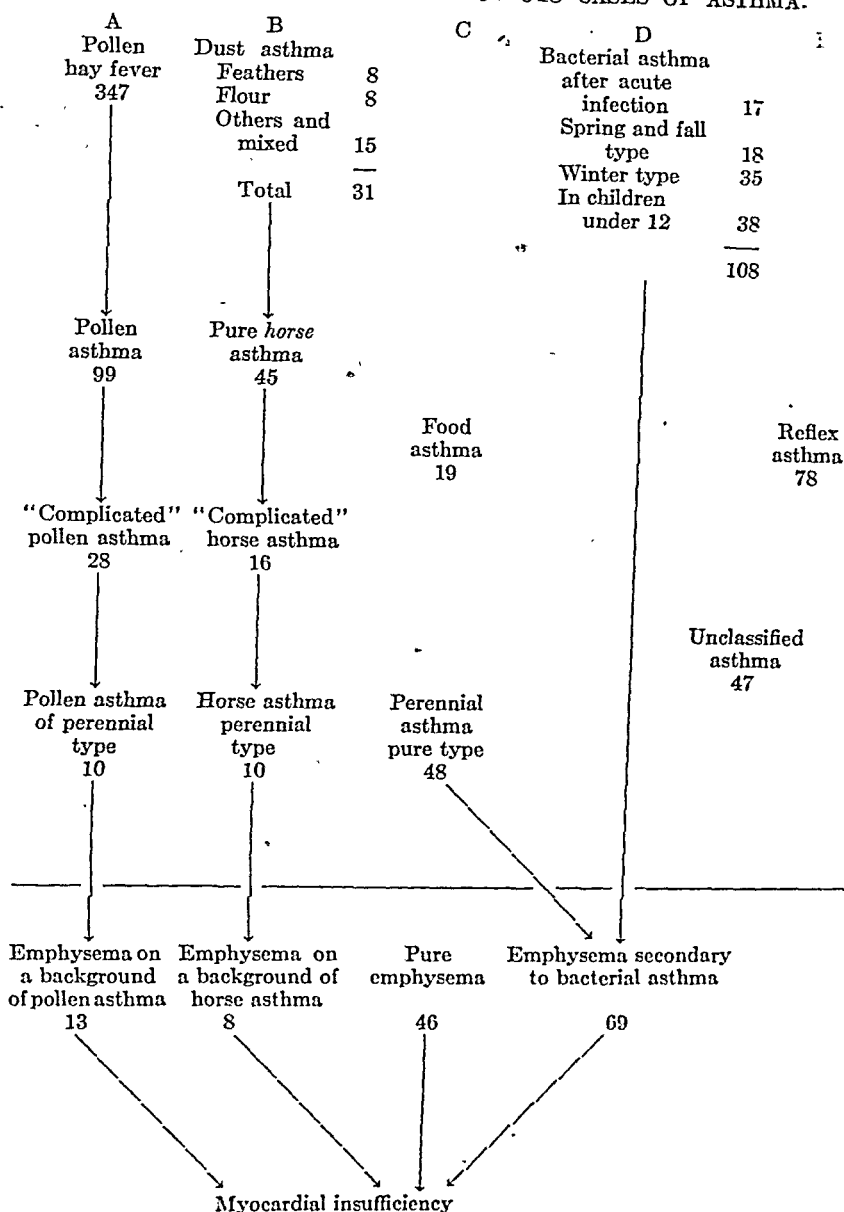 CASES OF ASTHMA.
A
Pollen
hay fever
347
B
Dust asthma
Feathers 8
Flour 8
Others and
mixed 15
Total 31
C
D
Bacterial asthma
after acute
infection 17
Spring and fall
type 18
Winter type 35
In children
under 12 38
108
Pollen
asthma
99
Pure horse
asthma
45
Food
asthma
19
Reflex
asthma
78
"Complicated"
pollen asthma
28
"Complicated"
horse asthma
16
Unclassified
asthma
47
Pollen asthma
of perennial
type
10
Horse asthma
perennial
type
10
Perennial
asthma
pure type
48
Emphysema on
a background
of pollen asthma
13
Emphysema on
a background of
horse asthma
8
Pure
emphysema
46
Emphysema secondary
to bacterial asthma
69
Myocardial insufficiency